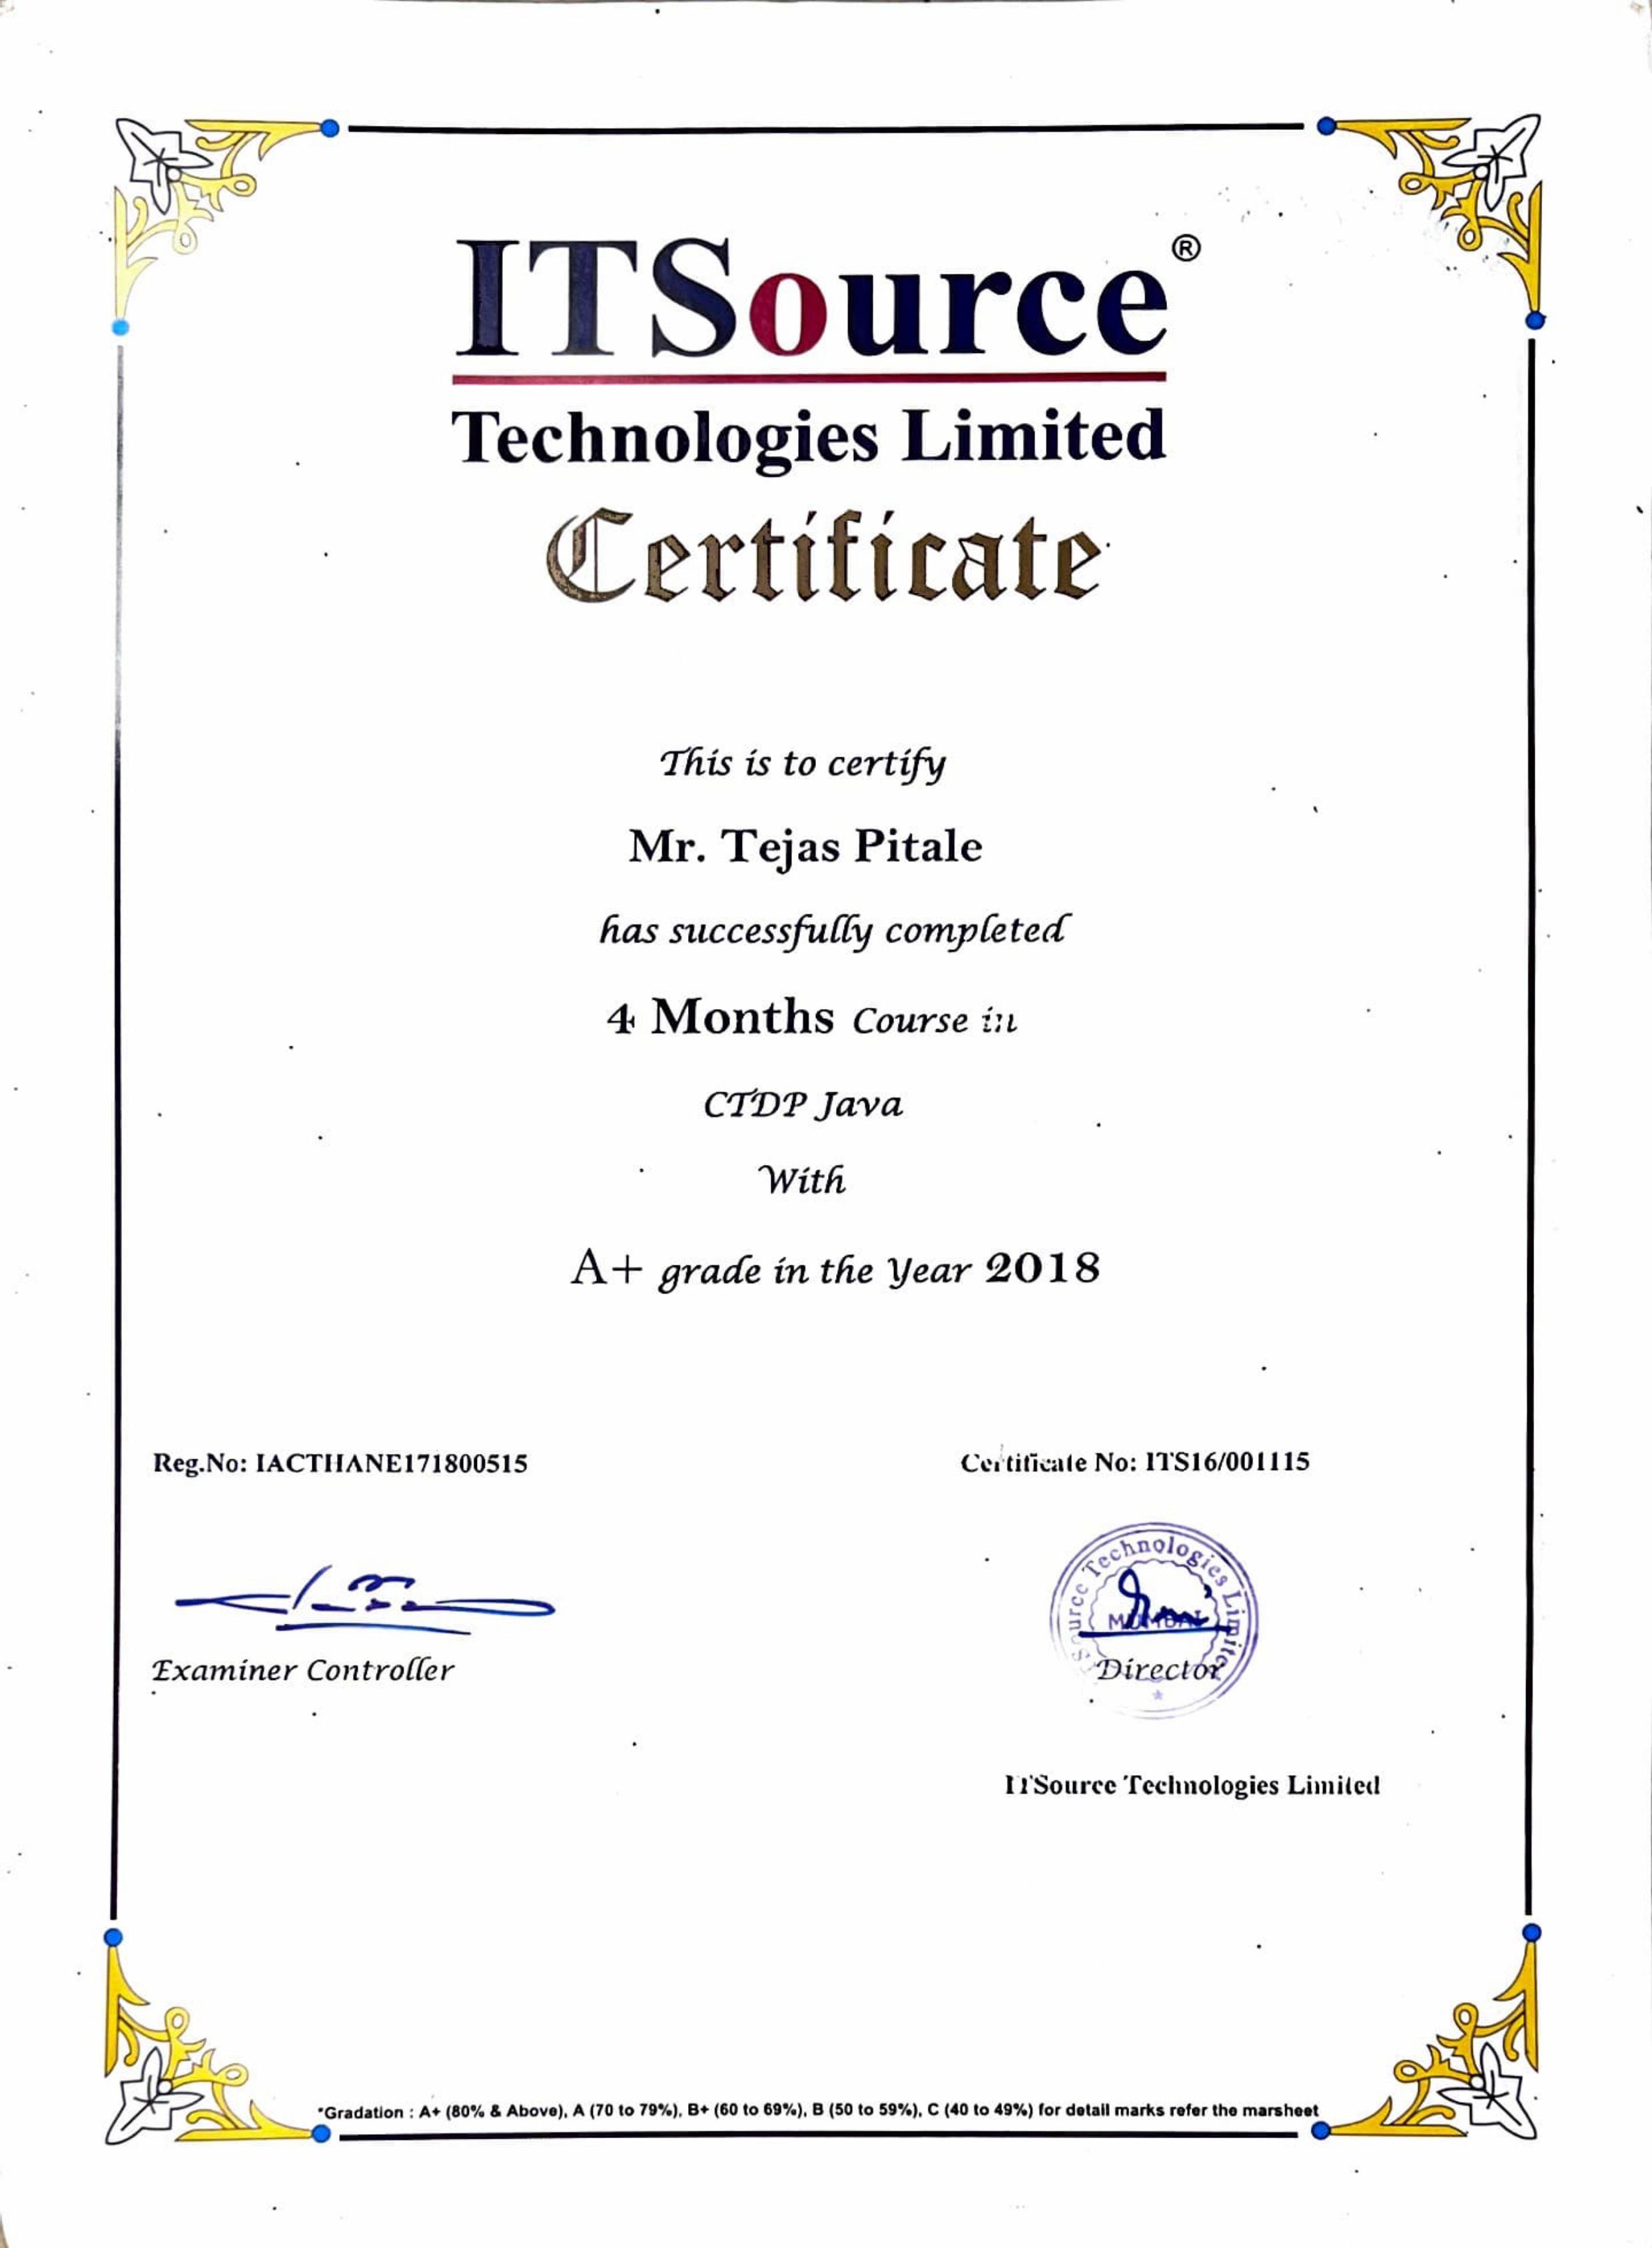 ITSource®
Technologies Limited
Certificate
This is to certify
Mr. Tejas Pitale
has successfully completed
4 Months Course in
CTDP Java
With
A+ grade in the Year 2018
Reg.No: IACTHANE171800515
Certificate No: ITS16/001115
ITSource Technologies Limited
MUMBAI
Examiner Controller
Director
ITSource Technologies Limited
*Gradation : A+ (80% & Above), A (70 to 79%), B+ (60 to 69%), B (50 to 59%), C (40 to 49%) for detail marks refer the marsheet